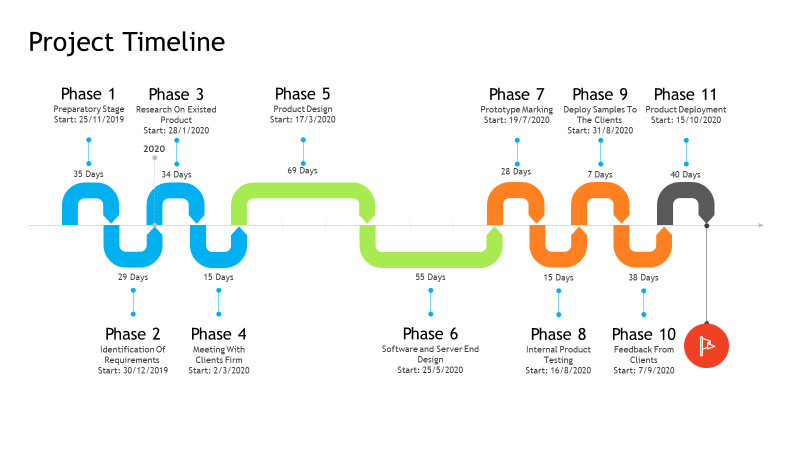 Project Timeline
Phase 1
Preparatory Stage
Start: 25/11/2019
Phase 3
Research On Existed
Product
Start: 28/1/2020
Phase 5
Product Design
Start: 17/3/2020
Phase 7
Prototype Marking
Start: 19/7/2020
Phase 9
Deploy Samples To
The Clients
Start: 31/8/2020
Phase 11
Product Deployment
Start: 15/10/2020
2020
35 Days
34 Days
69 Days
28 Days
7 Days
40 Days
29 Days
15 Days
55 Days
15 Days
38 Days
Phase 2
Identification Of
Requirements
Start: 30/12/2019
Phase 4
Meeting With
Clients Firm
Start: 2/3/2020
Phase 6
Software and Server End
Design
Start: 25/5/2020
Phase 8
Internal Product
Testing
Start: 16/8/2020
Phase 10
Feedback From
Clients
Start: 7/9/2020